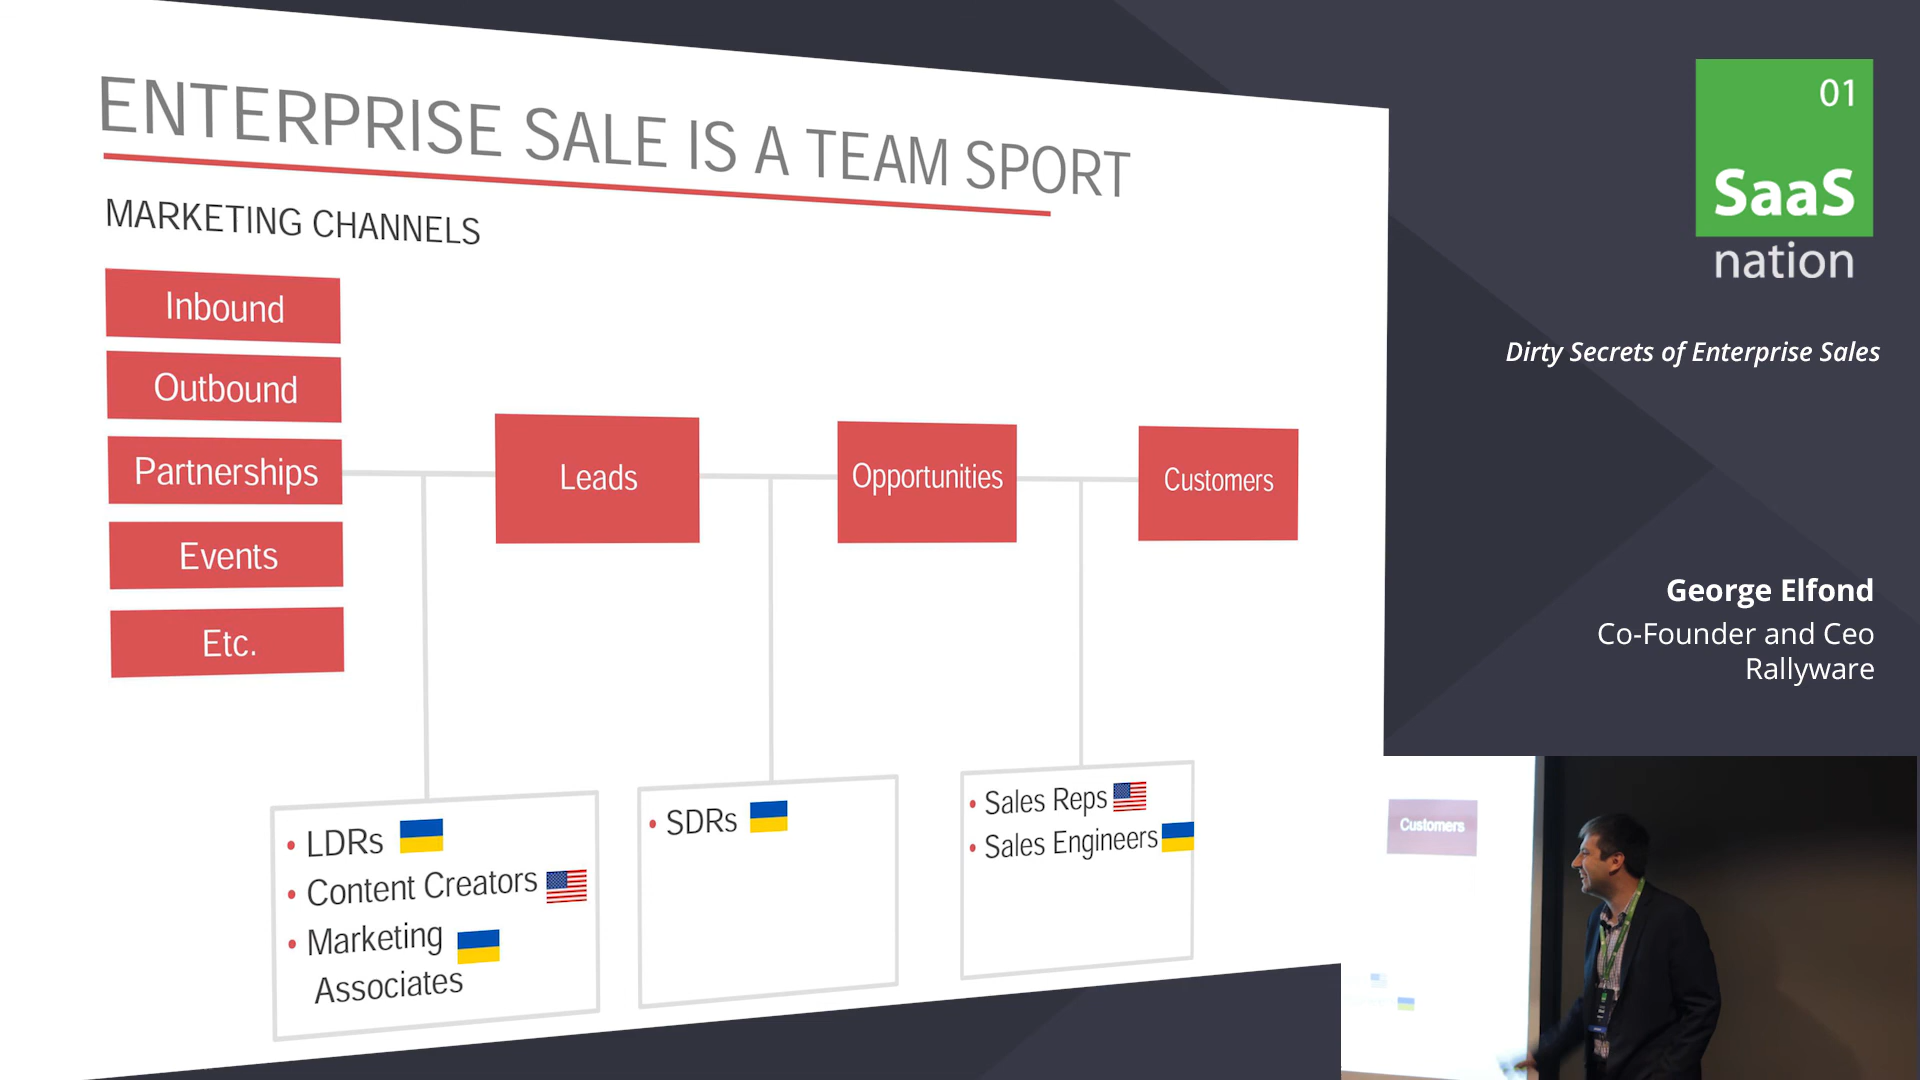 ENTERPRISE SALE IS A TEAM SPORT
MARKETING CHANNELS
Inbound
Outbound
Partnerships
Events
Etc.
Leads
Opportunities
Customers
• LDRs
• Content Creators
• Marketing
Associates
• SDRs
• Sales Reps
• Sales Engineers
01
SaaS
nation
Dirty Secrets of Enterprise Sales
George Elfond
Co-Founder and Ceo
Rallyware
Customers